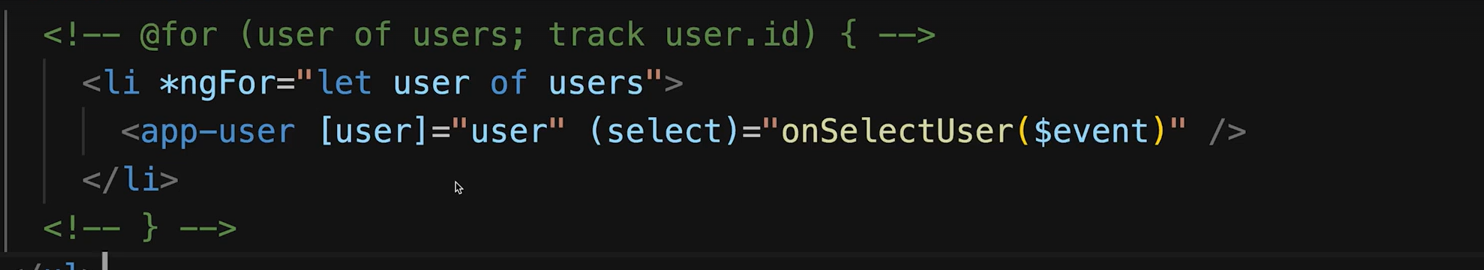 <!-- @for (user of users; track user.id) { -->
<li *ngFor="let user of users">
<app-user [user]="user" (select)="onSelectUser($event)" />
</li>
<!-- } -->